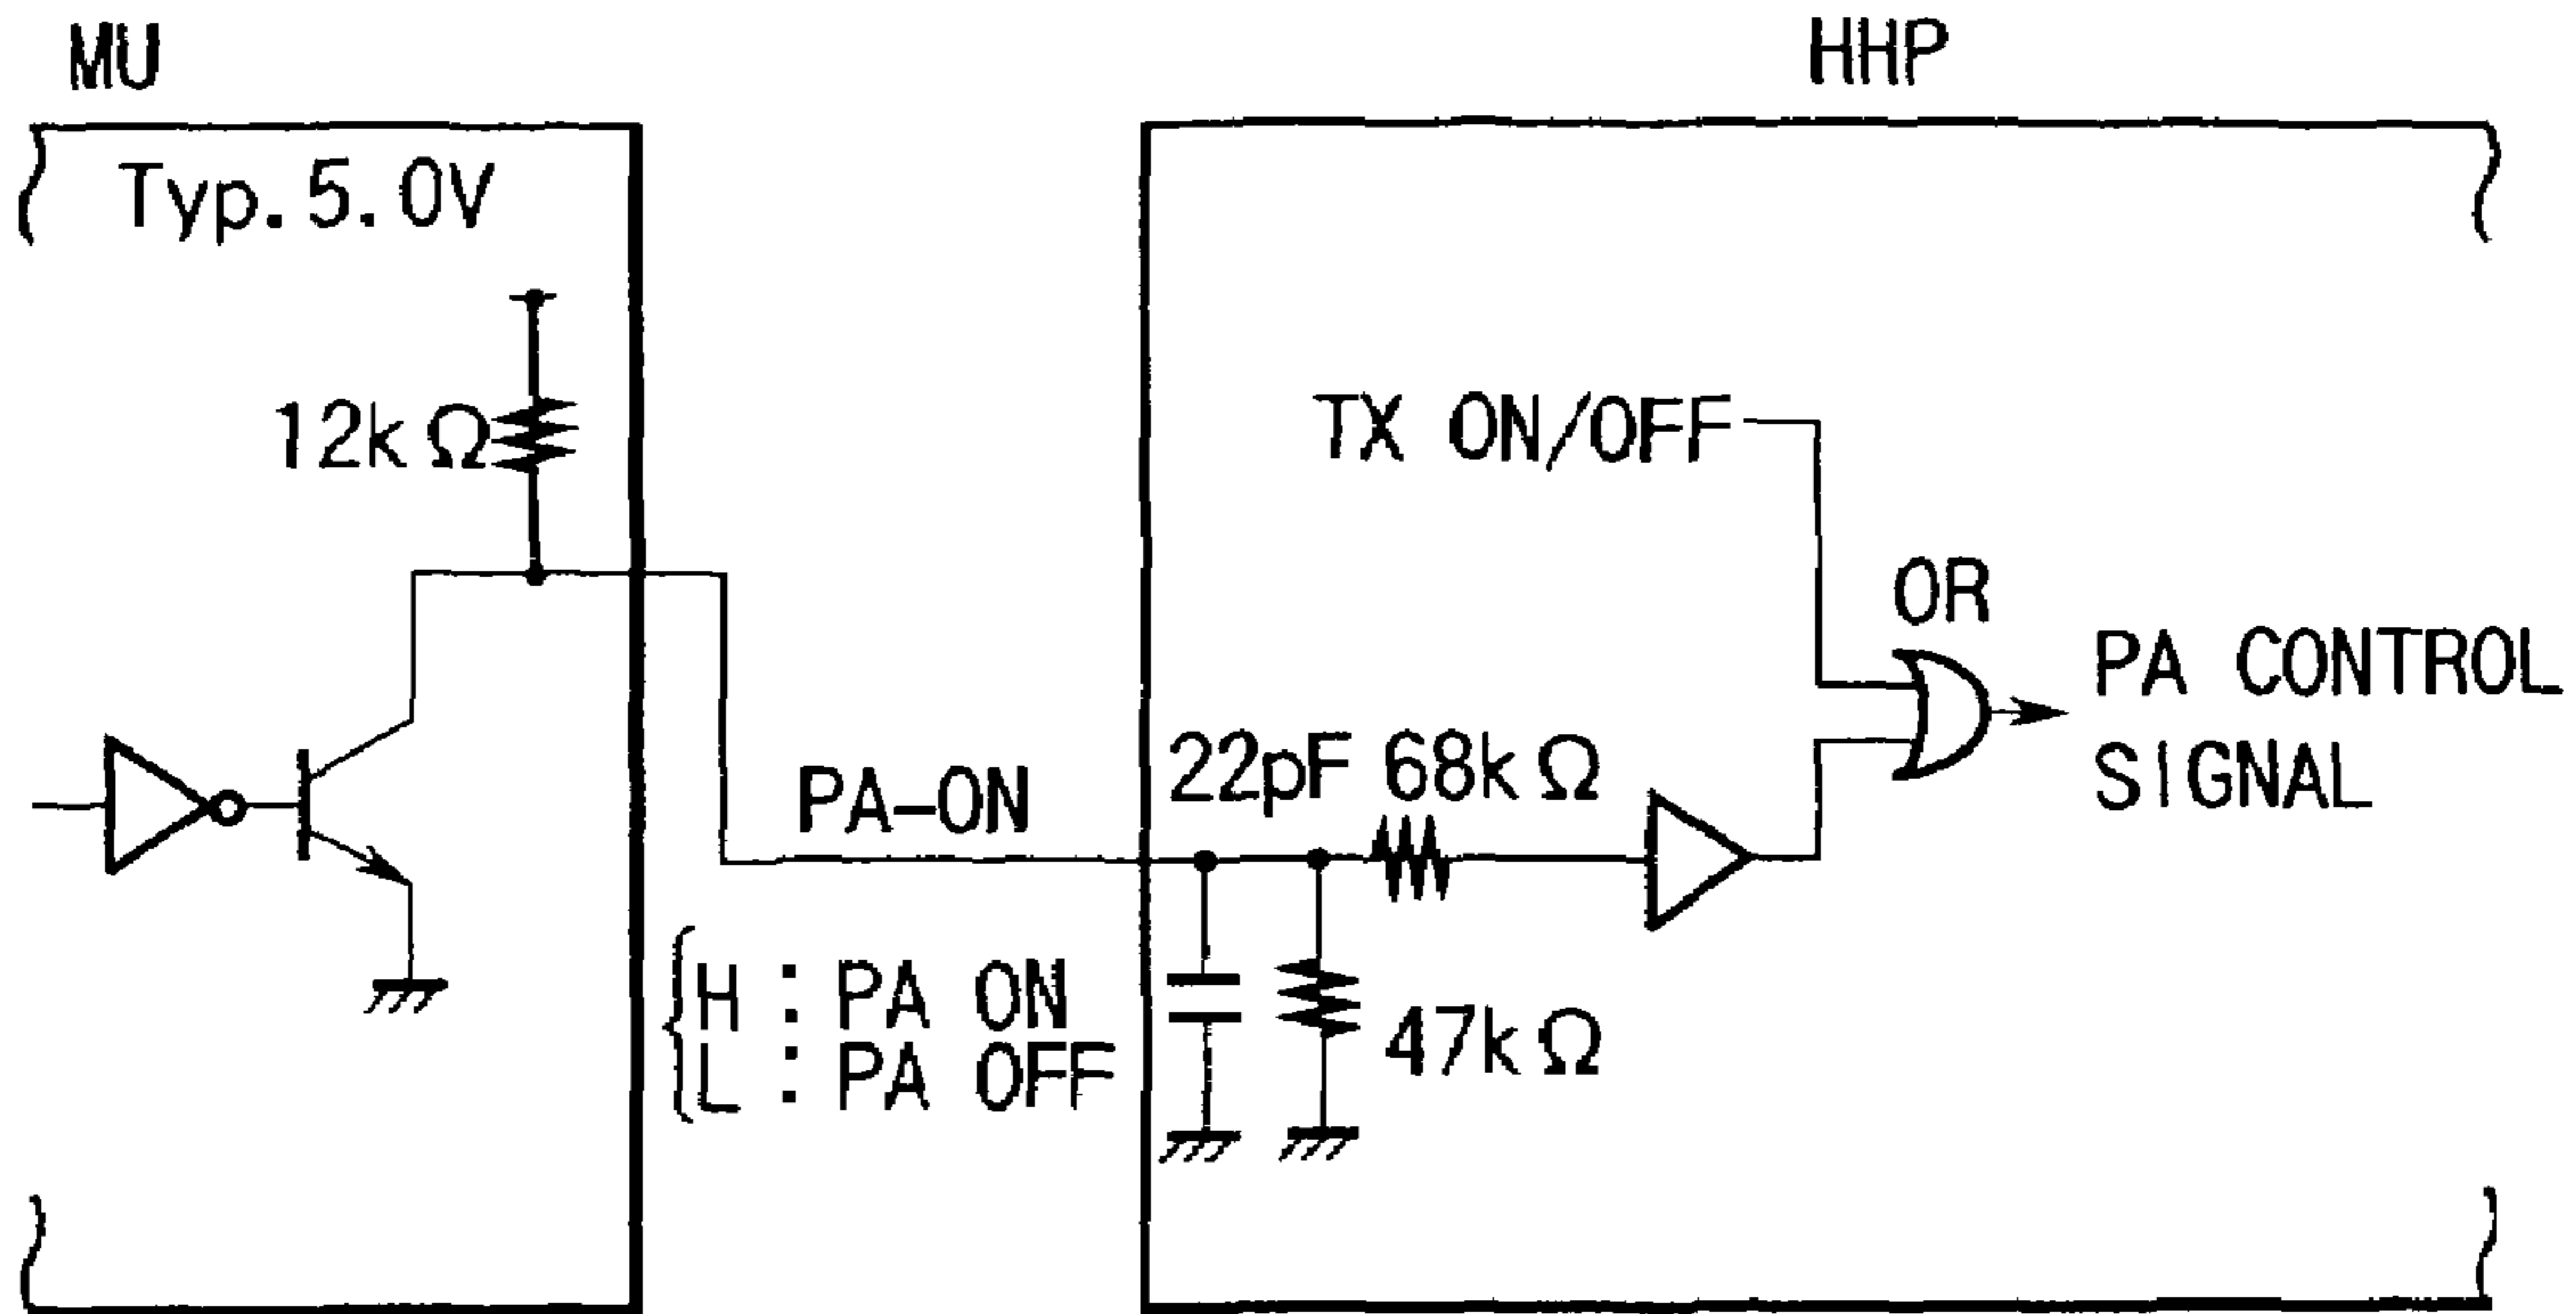 MU
HHP
Typ. 5. 0V
12kΩ
TX ON/OFF
OR
PA CONTROL
SIGNAL
22pF 68kΩ
PA-ON
H : PA ON
L : PA OFF
47kΩ